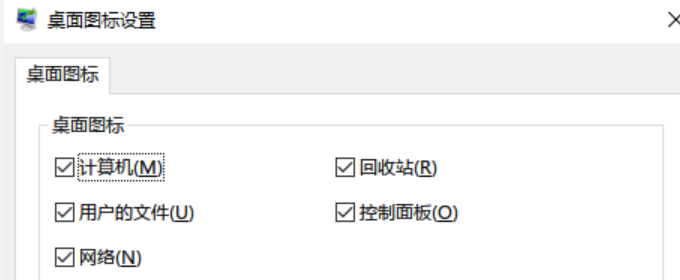 桌面图标设置
桌面图标
桌面图标
计算机(M) 回收站(R)
用户的文件(U) 控制面板(O)
网络(N)